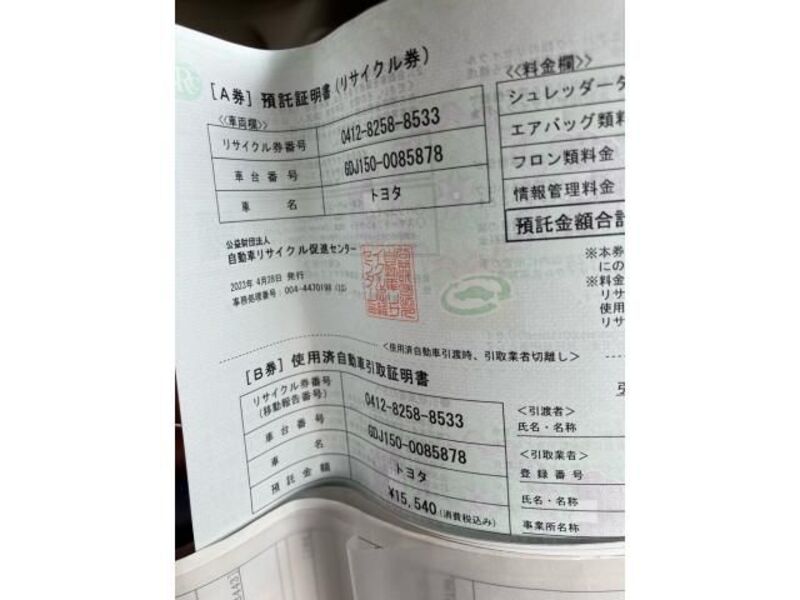 [A券] 預託証明書(リサイクル券)
≪車両欄≫
リサイクル券番号 0412-8258-8533
車台番号 GDJ150-0085878
車名 トヨタ
公益財団法人
自動車リサイクル促進センター
2023年 4月28日 発行
事務処理番号：004-4470198
≪料金欄≫
シュレッダーダ
エアバッグ類料
フロン類料金
情報管理料金
預託金額合計
※本券
にの
※料金
リサ
使用
リサ
＜使用済自動車引渡時、引取業者切離し＞
[B券] 使用済自動車引取証明書
リサイクル券番号
(移動報告番号) 0412-8258-8533
車台番号 GDJ150-0085878
車名 トヨタ
預託金額 ¥15,540(消費税込み)
＜引渡者＞
氏名・名称
＜引取業者＞
登録番号
氏名・名称
事業所名称